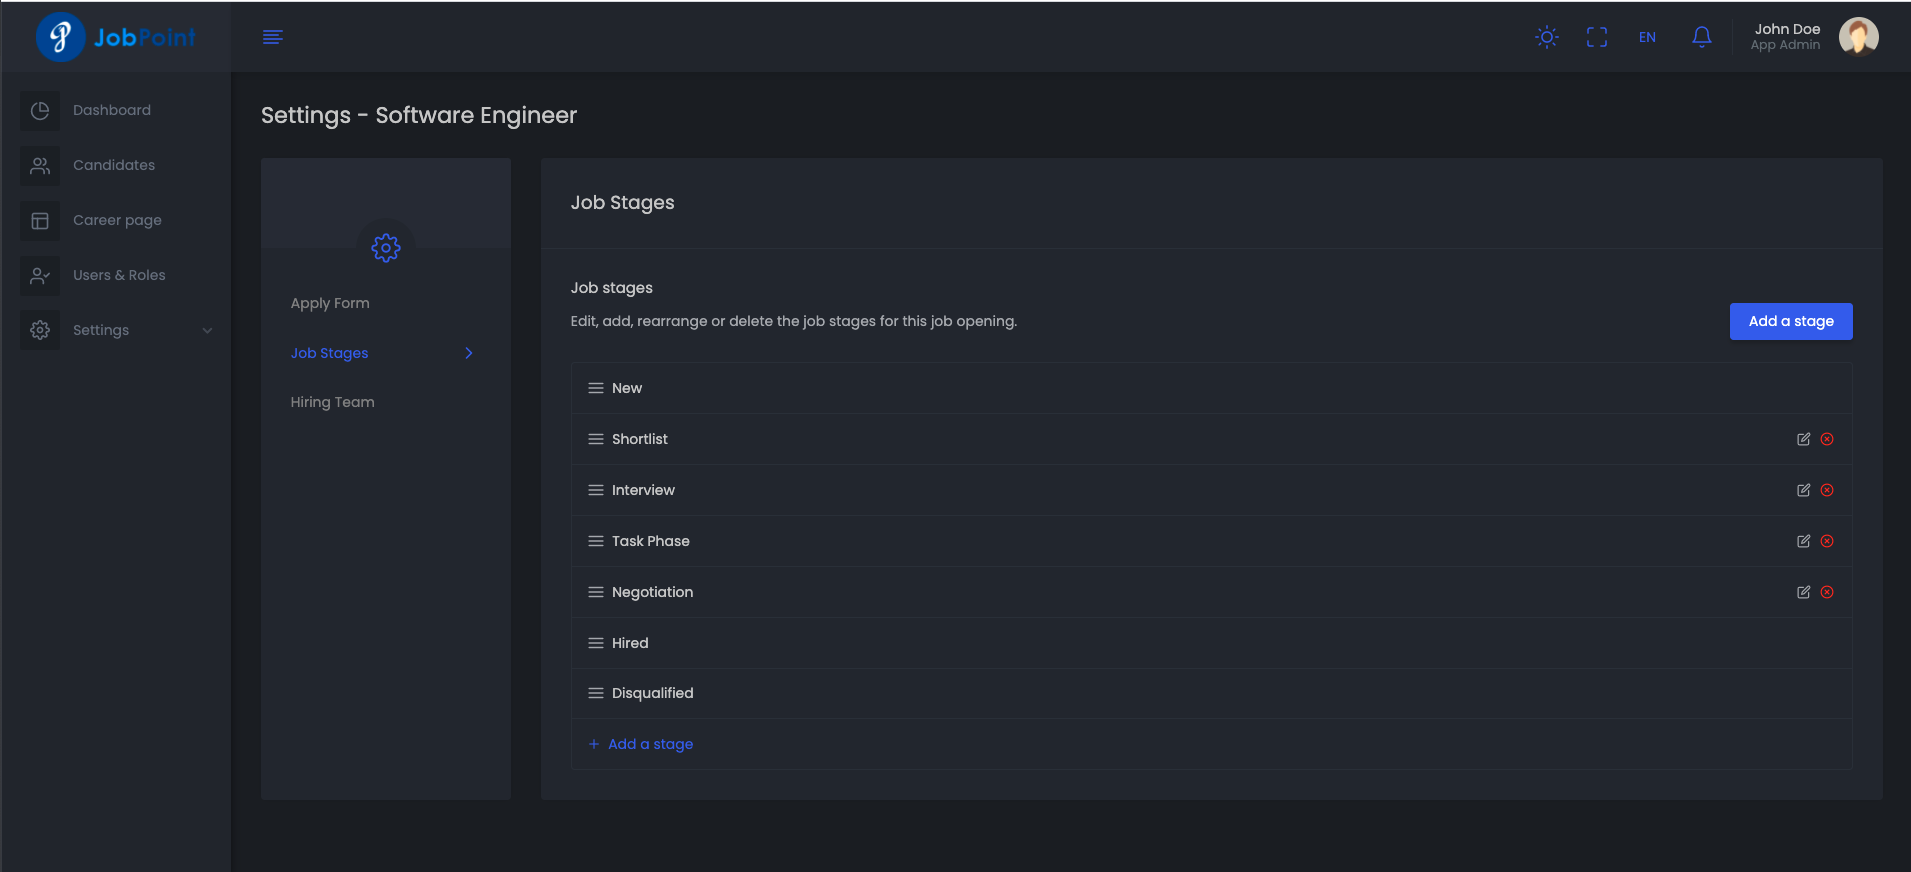 JobPoint
EN
John Doe
App Admin
Dashboard
Candidates
Career page
Users & Roles
Settings
Settings - Software Engineer
Apply Form
Job Stages
Hiring Team
Job Stages
Job stages
Edit, add, rearrange or delete the job stages for this job opening.
Add a stage
New
Shortlist
Interview
Task Phase
Negotiation
Hired
Disqualified
+ Add a stage